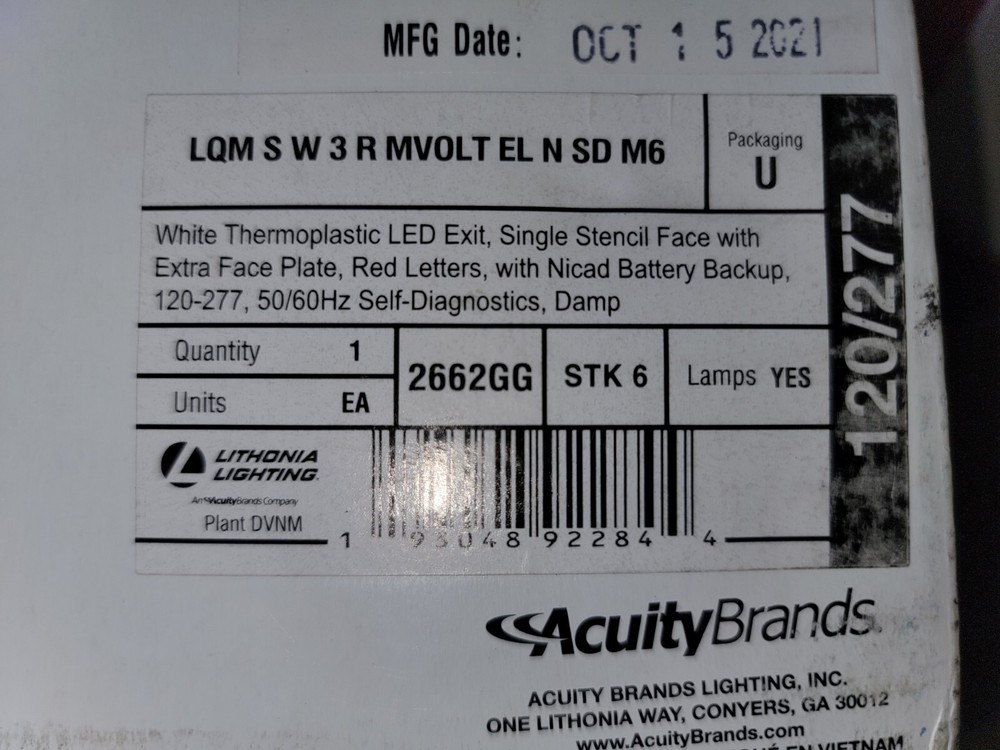 MFG Date: OCT 1 5 2021
LQM S W 3 R MVOLT EL N SD M6
Packaging
U
120/277
White Thermoplastic LED Exit, Single Stencil Face with
Extra Face Plate, Red Letters, with Nicad Battery Backup,
120-277, 50/60Hz Self-Diagnostics, Damp
Quantity 1
Units EA
2662GG
STK 6
Lamps YES
LITHONIA
LIGHTING
An AcuityBrands Company
Plant DVNM
1 93048 92284 4
AcuityBrands
ACUITY BRANDS LIGHTING, INC.
ONE LITHONIA WAY, CONYERS, GA 30012
www.AcuityBrands.com
EN VIETNAM